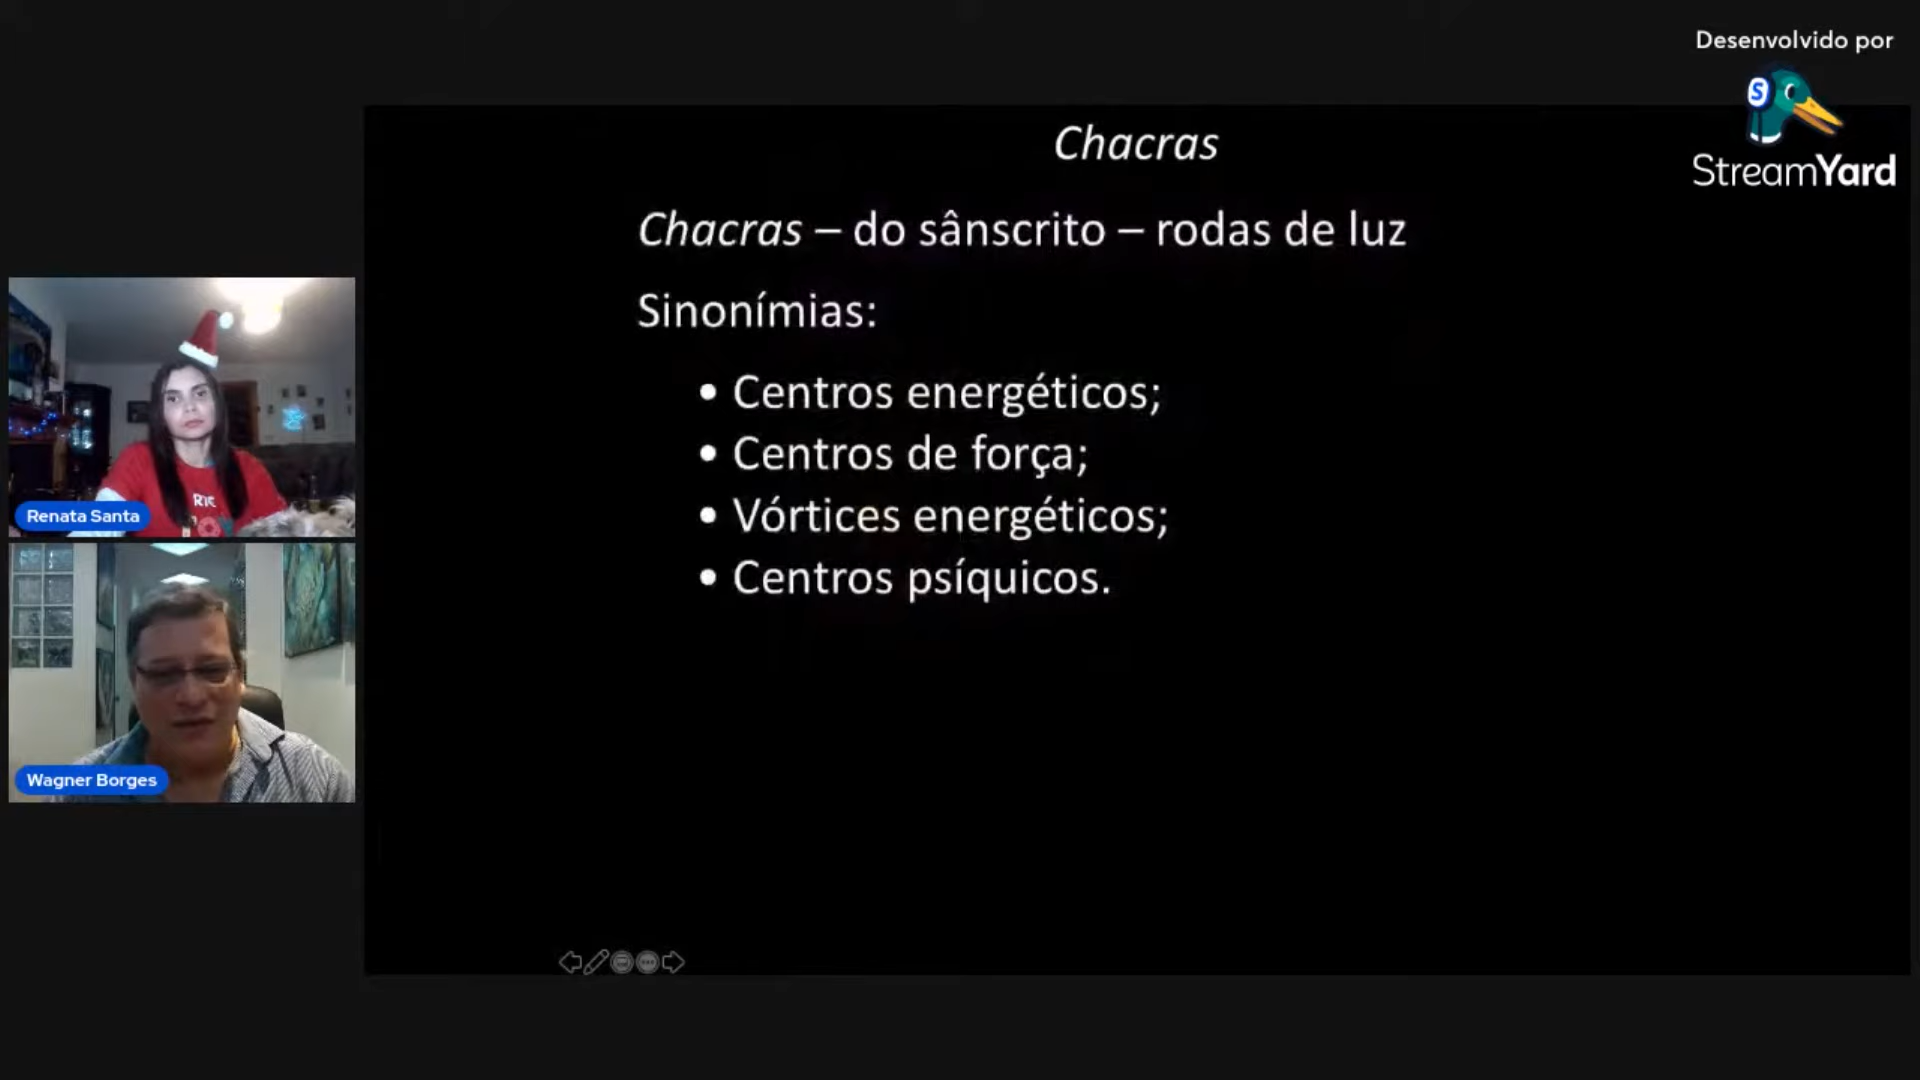 Desenvolvido por
StreamYard
Chacras
Chacras – do sânscrito – rodas de luz
Sinonímias:
• Centros energéticos;
• Centros de força;
• Vórtices energéticos;
• Centros psíquicos.
Renata Santa
Wagner Borges